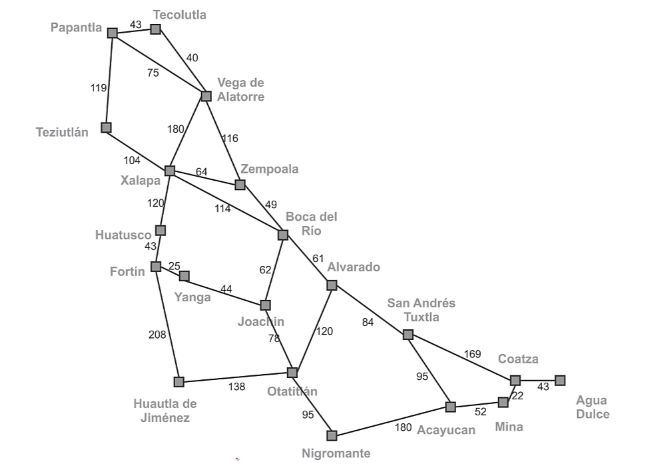 Tecolutla
Papantla
43
40
75
Vega de
Alatorre
119
180
116
Teziutlán
104
64
Zempoala
Xalapa
120
114
49
Boca del
Río
Huatusco
43
61
Fortín
25
62
Alvarado
Yanga
44
San Andrés
Tuxtla
Joachin
84
208
78
120
169
Coatza
95
43
138
Otatitlán
22
Agua
Dulce
Huautla de
Jiménez
95
52
Mina
180
Acayucan
Nigromante